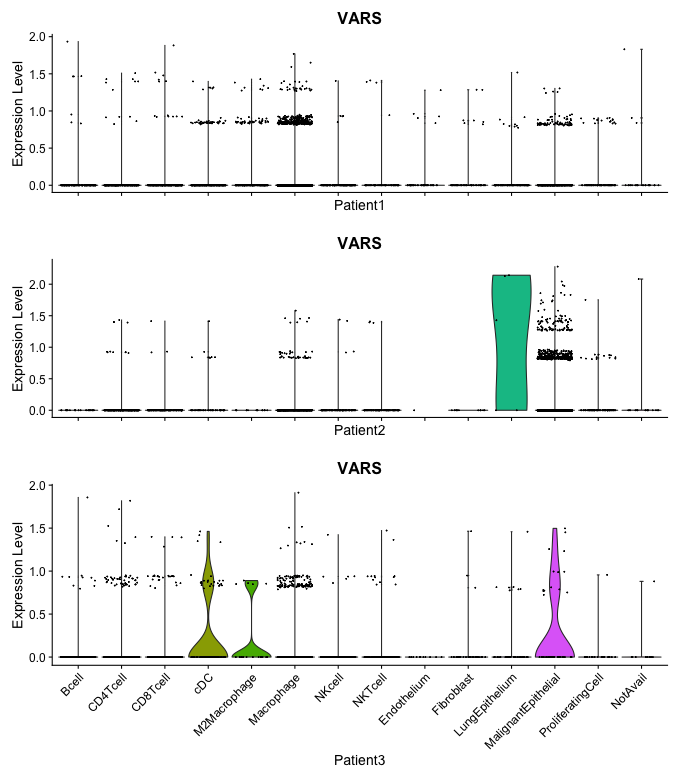 VARS
Expression Level
2.0
1.5
1.0
0.5
0.0
Patient1
VARS
Expression Level
2.0
1.5
1.0
0.5
0.0
Patient2
VARS
Expression Level
2.0
1.5
1.0
0.5
0.0
Bcell
CD4Tcell
CD8Tcell
cDC
M2Macrophage
Macrophage
NKcell
NKTcell
Endothelium
Fibroblast
LungEpithelium
MalignantEpithelial
ProliferatingCell
NotAvail
Patient3